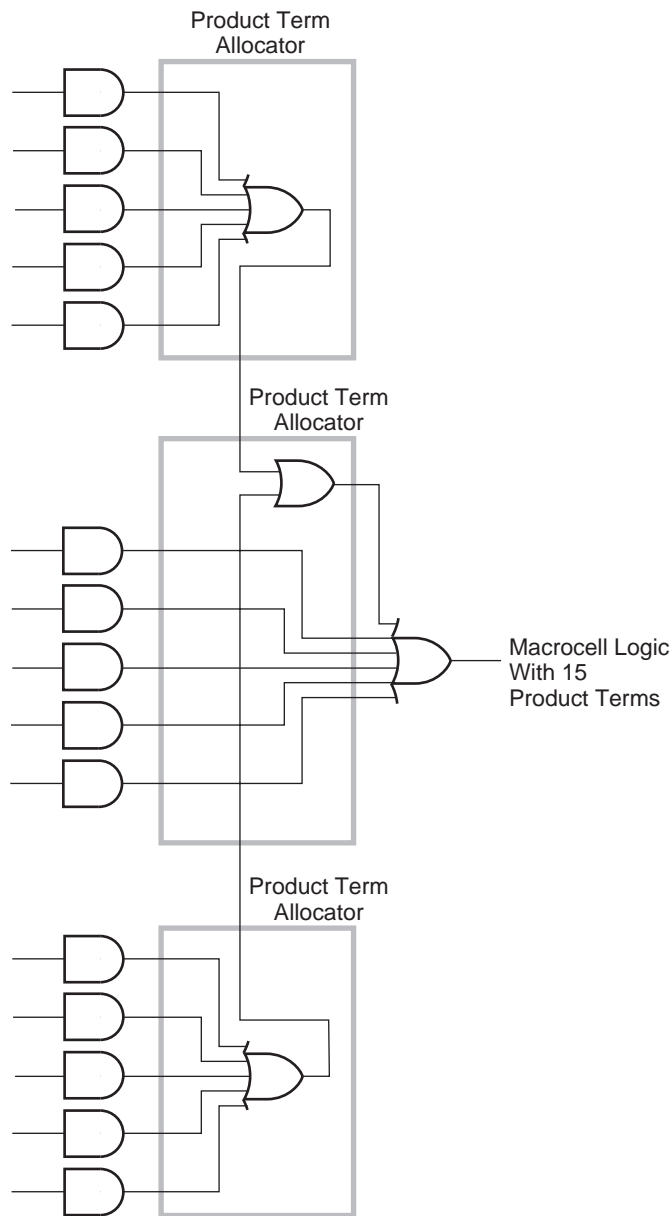 Product Term
Allocator
Product Term
Allocator
Macrocell Logic
With 15
Product Terms
Product Term
Allocator